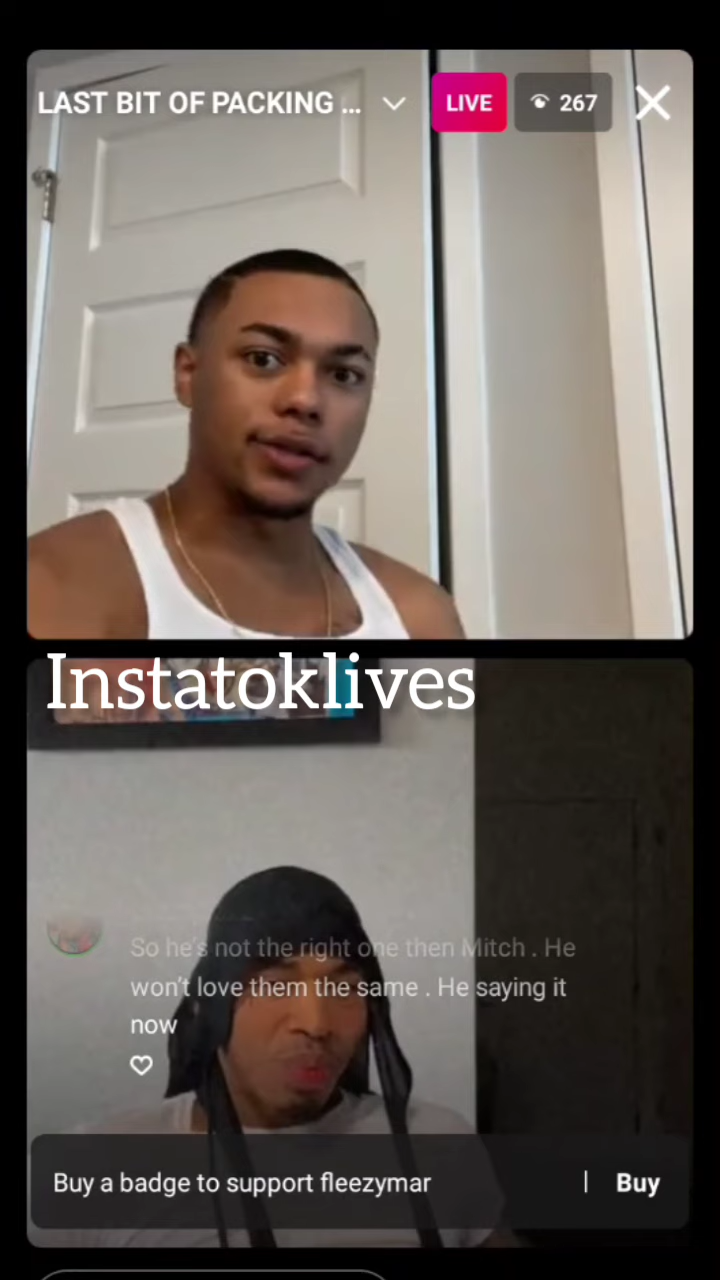 LAST BIT OF PACKING ...
LIVE
267
Instatoklives
So he's not the right one then Mitch . He
won't love them the same . He saying it
now
Buy a badge to support fleezymar
| Buy